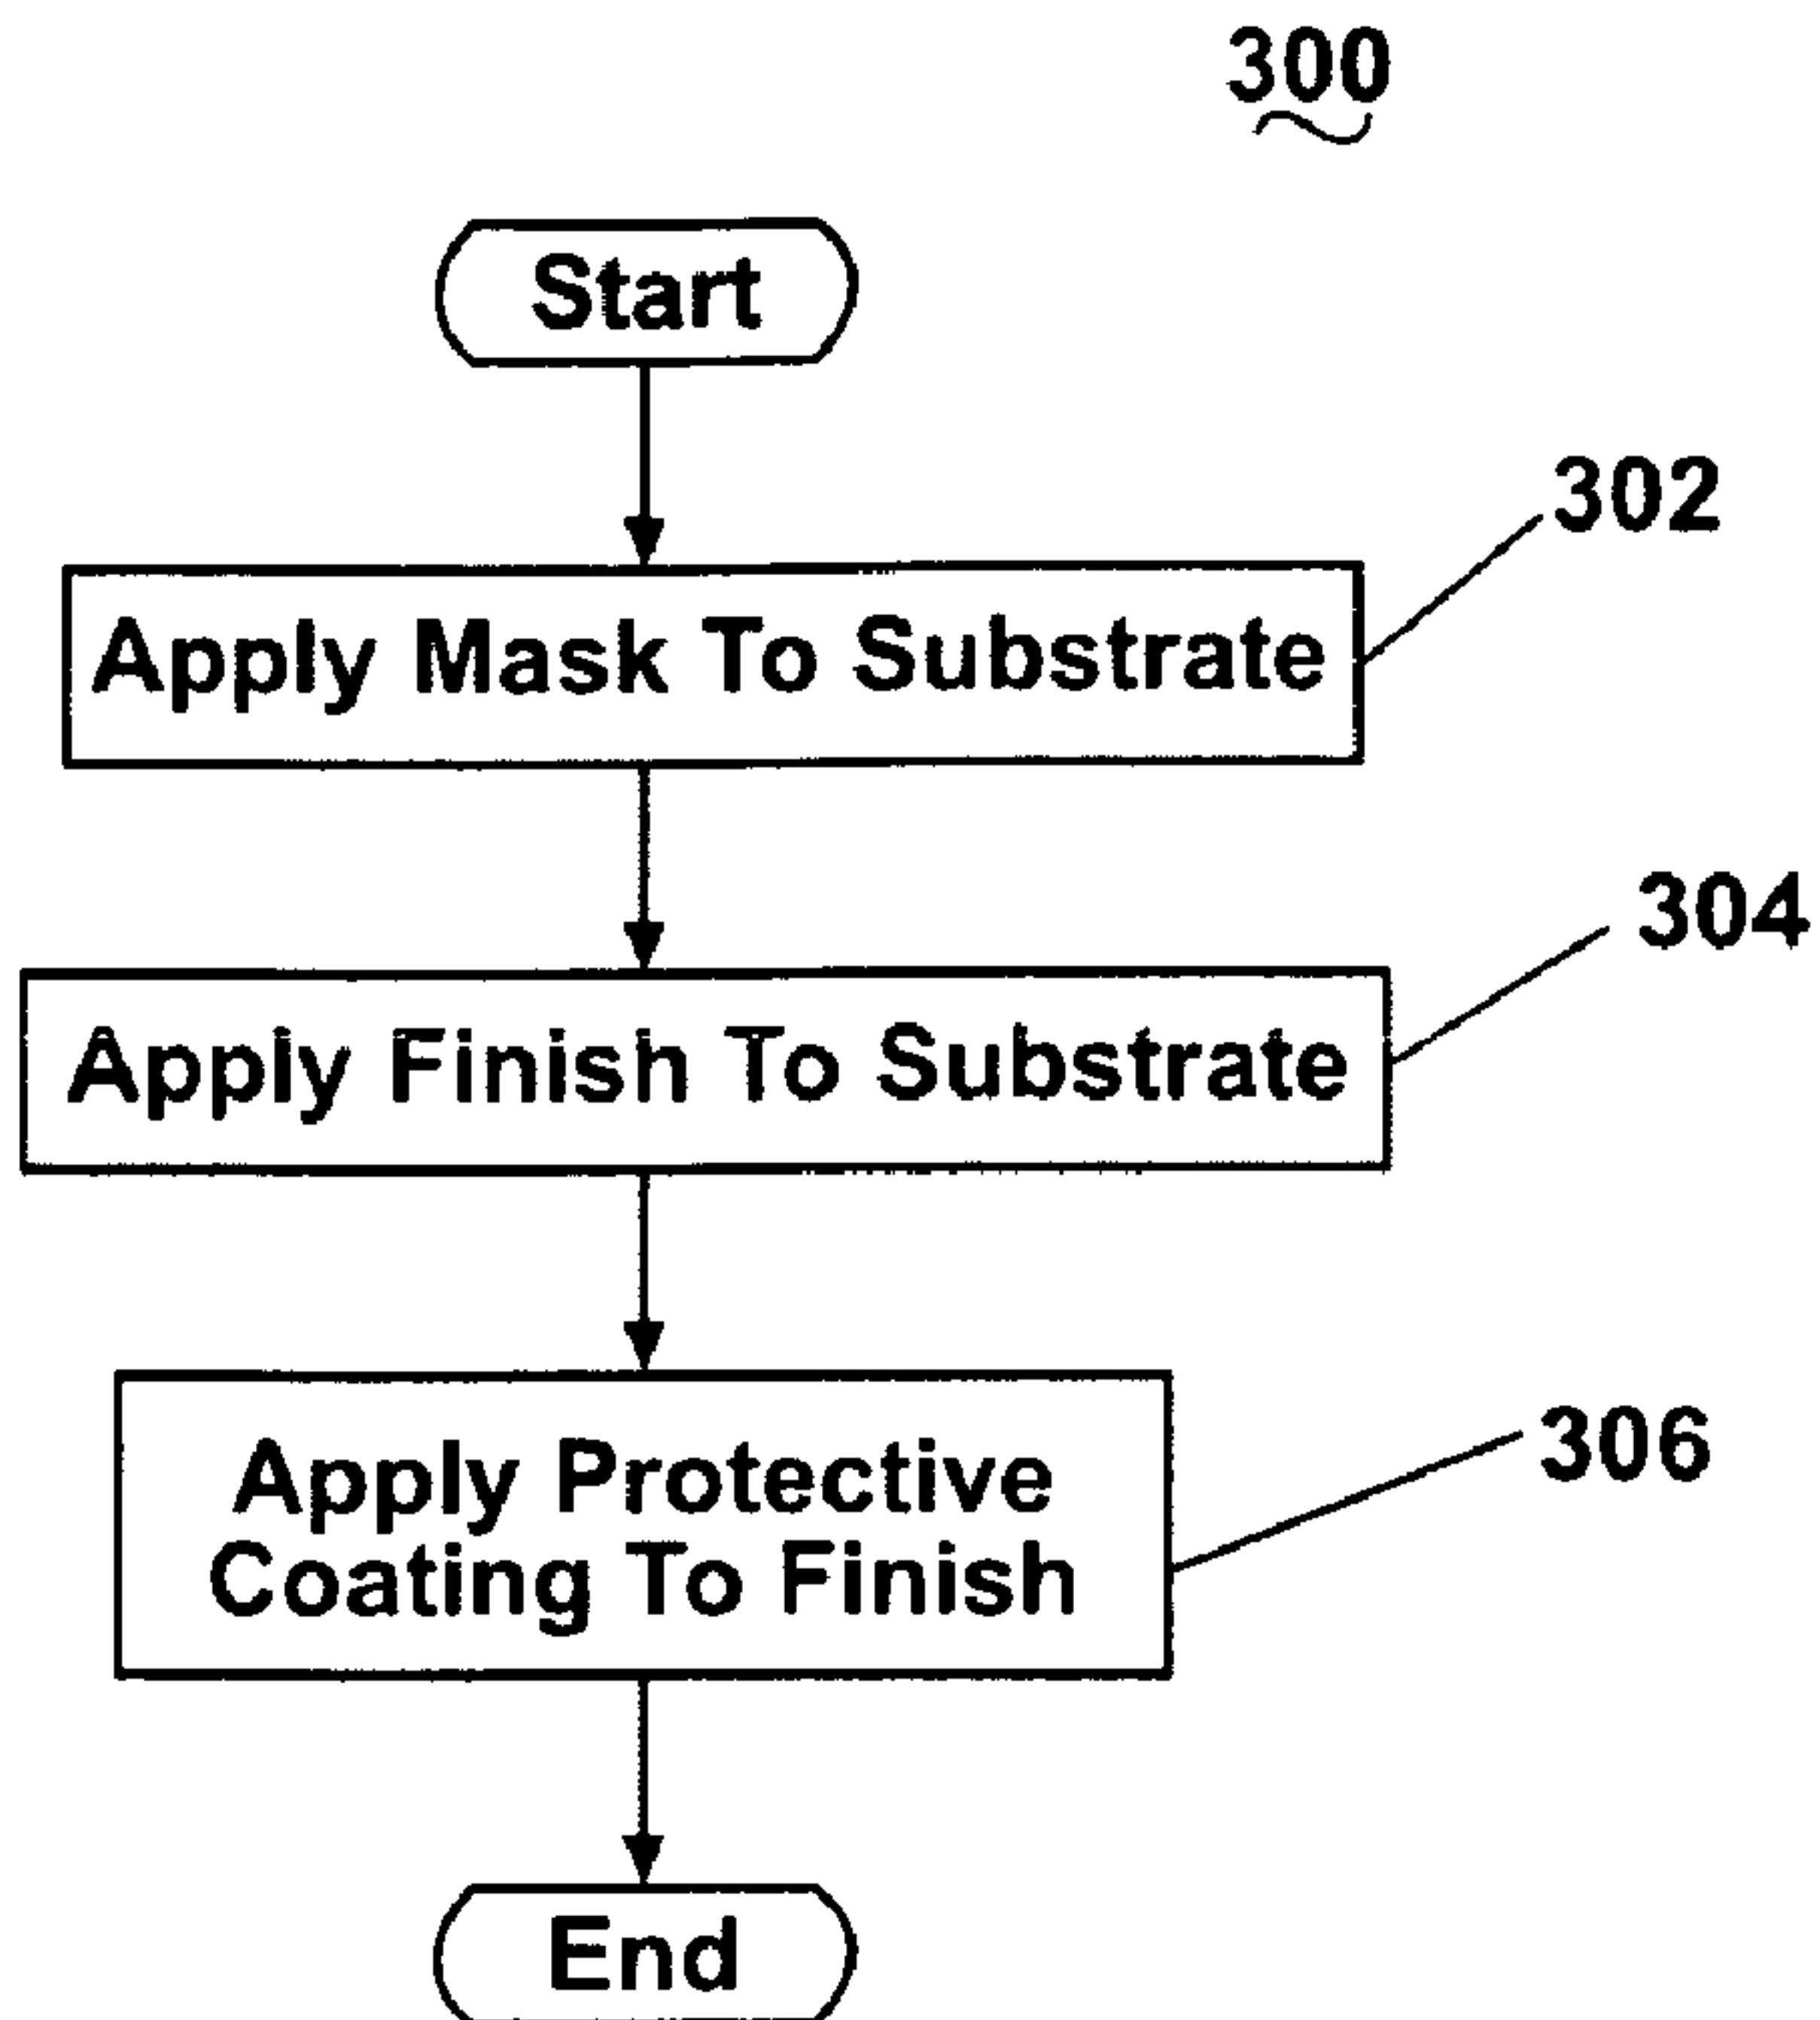 300
Start
302
Apply Mask To Substrate
304
Apply Finish To Substrate
306
Apply Protective
Coating To Finish
End